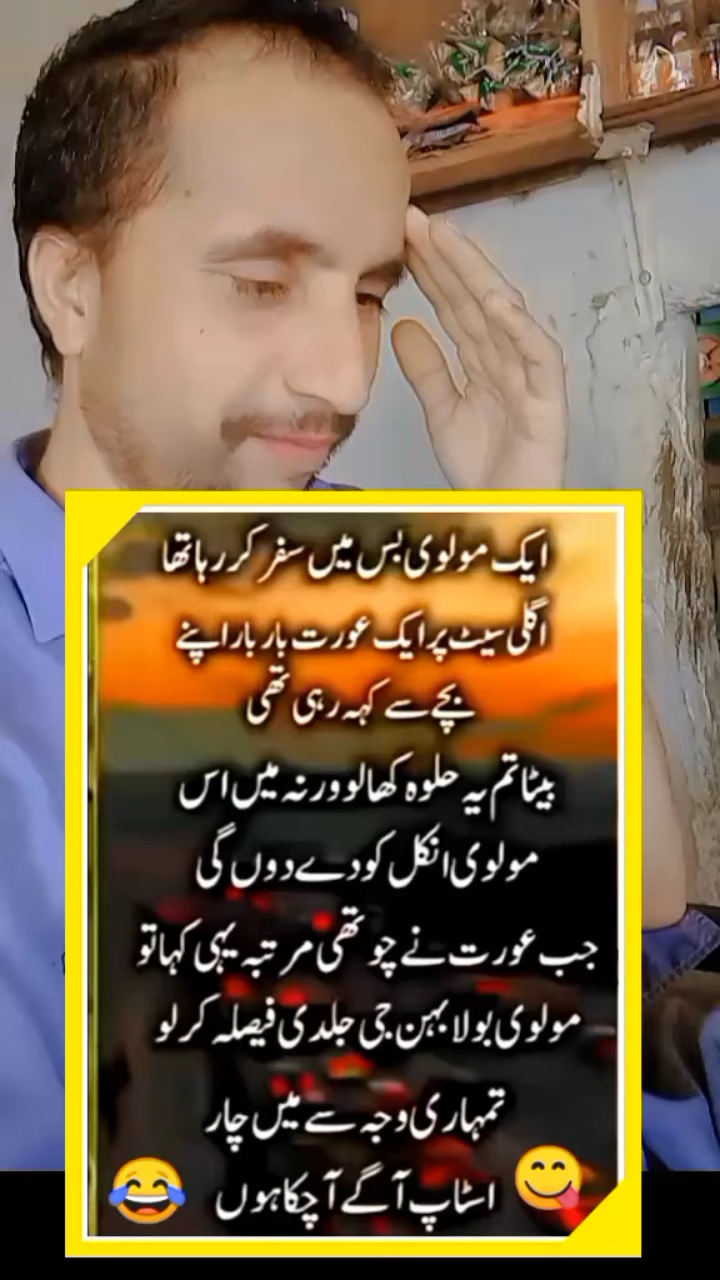 ایک مولوی بس میں سفر کر رہا تھا
اگلی سیٹ پر ایک عورت بار بار اپنے
بچے سے کہہ رہی تھی
بیٹا تم یہ حلوہ کھا لو ورنہ میں اس
مولوی انکل کو دے دوں گی
جب عورت نے چوتھی مرتبہ یہی کہا تو
مولوی بولا بہن جی جلدی فیصلہ کر لو
تمہاری وجہ سے میں چار
اسٹاپ آگے آ چکا ہوں